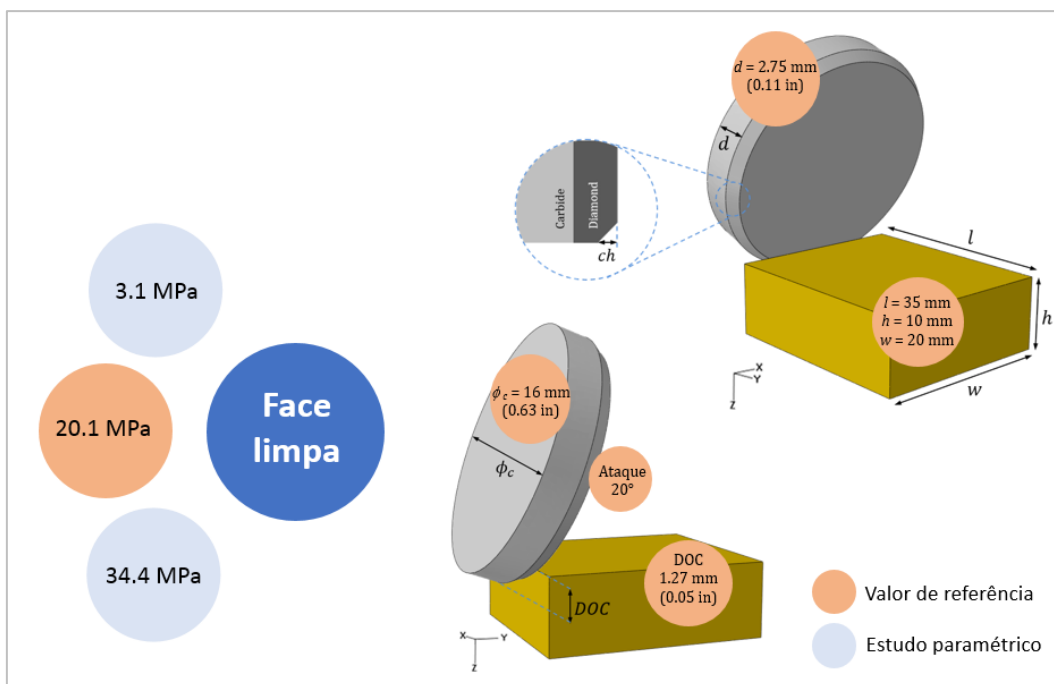 3.1 MPa
20.1 MPa
34.4 MPa
Face
limpa
d = 2.75 mm
(0.11 in)
d
Carbide
Diamond
ch
l
l = 35 mm
h = 10 mm
w = 20 mm
h
w
X
Y
Z
ϕc = 16 mm
(0.63 in)
ϕc
Ataque
20°
DOC
1.27 mm
(0.05 in)
DOC
X
Y
Z
Valor de referência
Estudo paramétrico